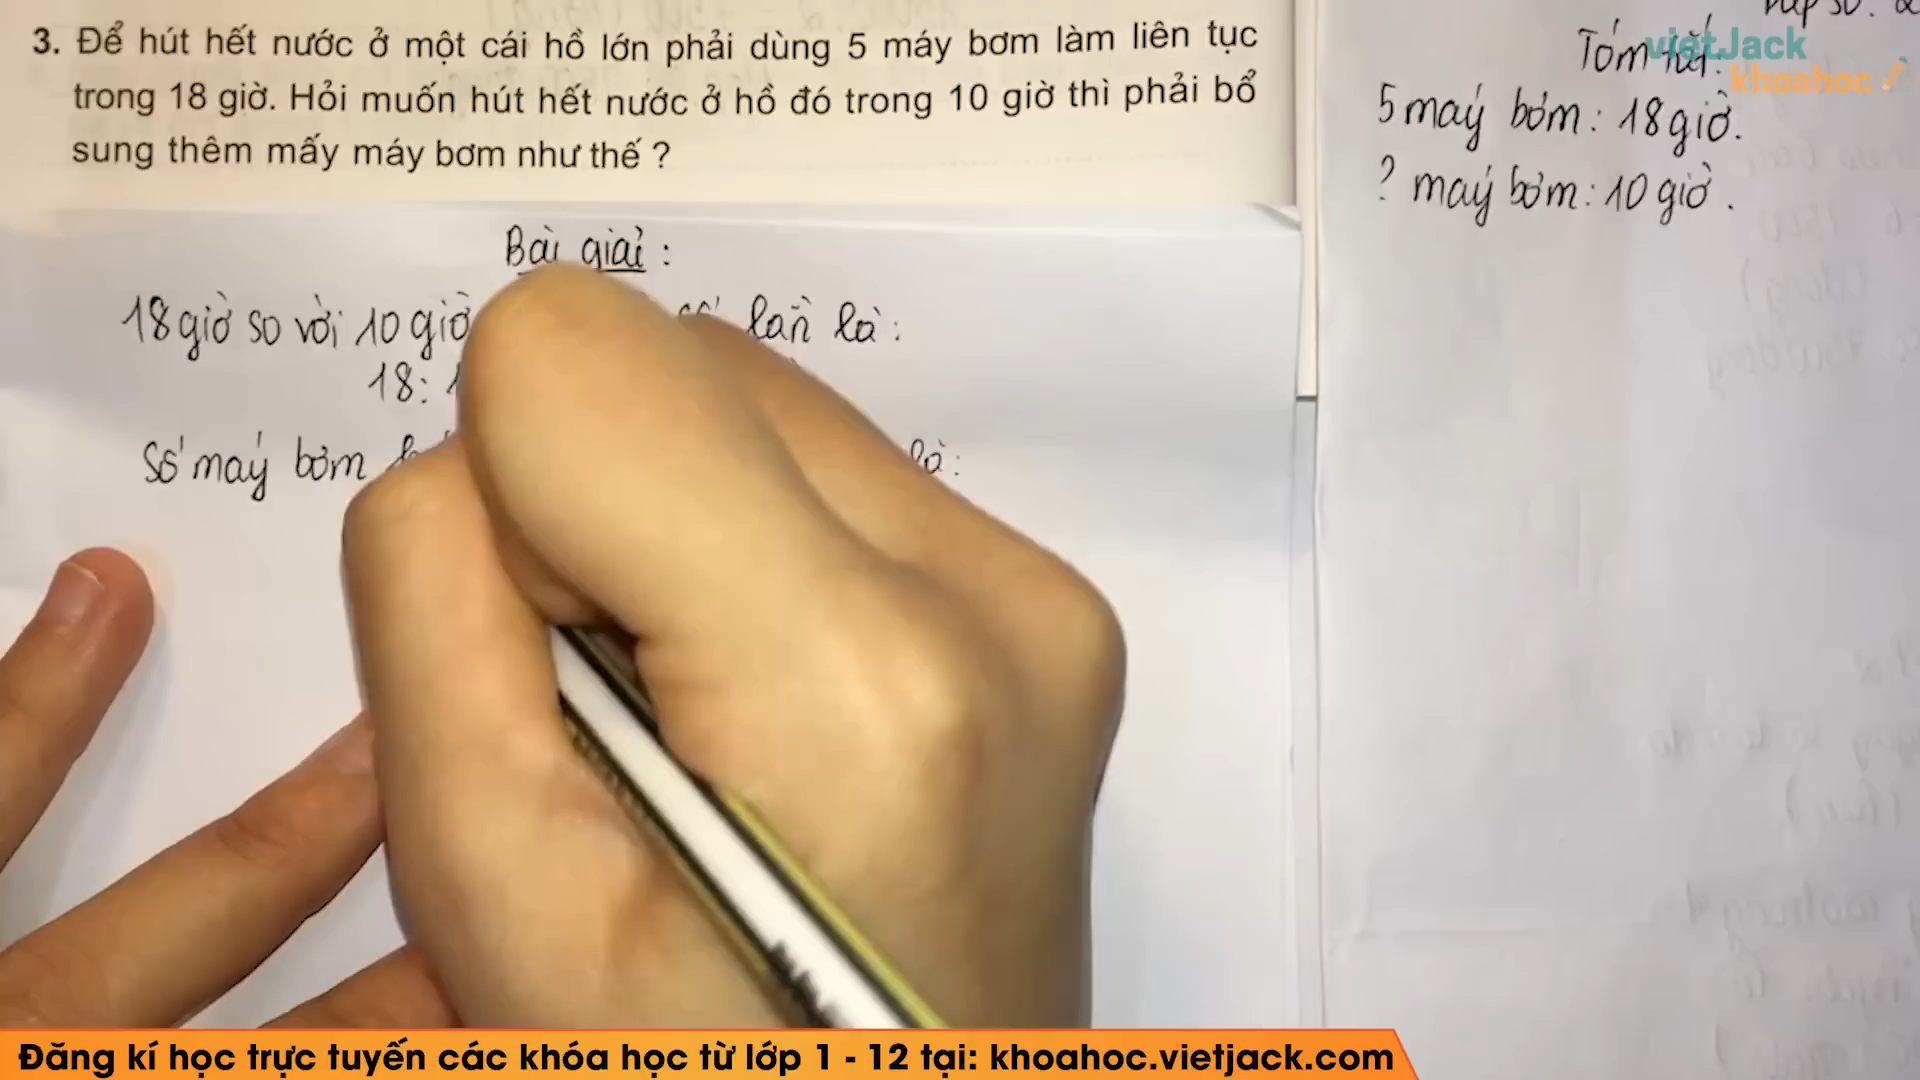 3. Để hút hết nước ở một cái hồ lớn phải dùng 5 máy bơm làm liên tục
trong 18 giờ. Hỏi muốn hút hết nước ở hồ đó trong 10 giờ thì phải bổ
sung thêm mấy máy bơm như thế ?
Bài giải :
18 giờ so với 10 giờ số lần là:
18:
Số máy bơm là:
Tóm tắt:
vietJack
khoahoc
5 máy bơm: 18 giờ.
? máy bơm: 10 giờ.
Đăng kí học trực tuyến các khóa học từ lớp 1 - 12 tại: khoahoc.vietjack.com